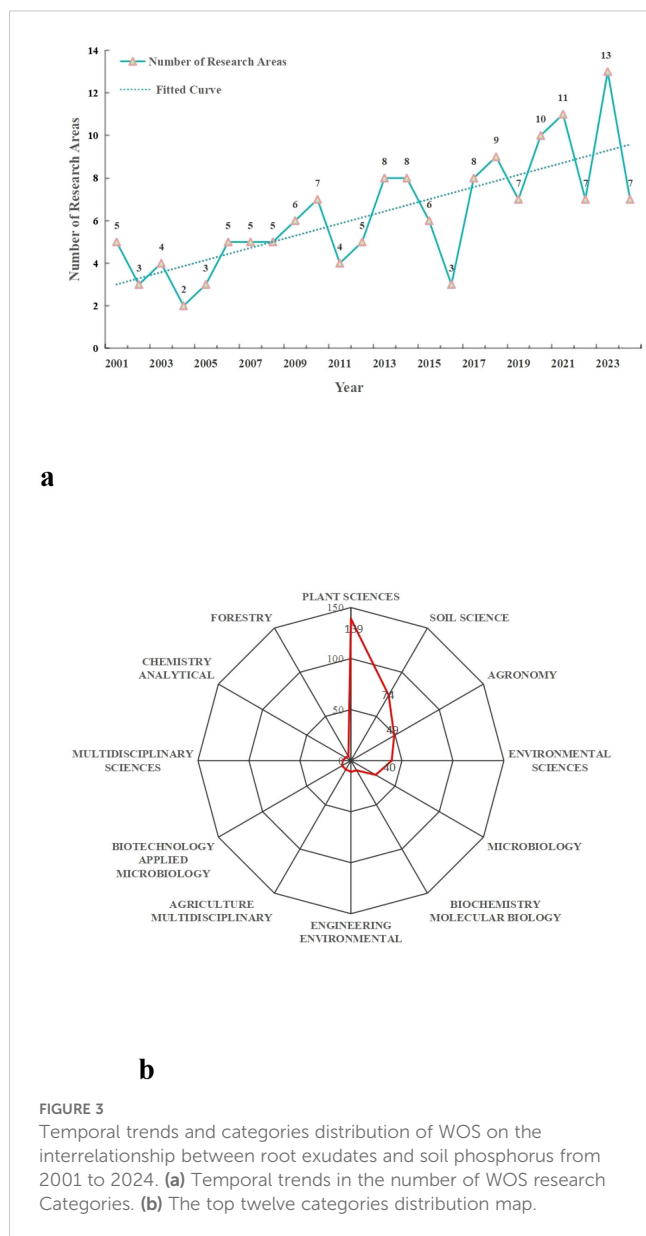 14
12
10
8
6
4
2
0
Number of Research Areas
Number of Research Areas
Fitted Curve
5
3
4
2
3
5
5
5
6
7
4
5
8
8
6
3
8
9
7
10
11
7
13
7
2001
2003
2005
2007
2009
2011
2013
2015
2017
2019
2021
2023
Year
a
PLANT SCIENCES
SOIL SCIENCE
AGRONOMY
ENVIRONMENTAL
SCIENCES
MICROBIOLOGY
BIOCHEMISTRY
MOLECULAR BIOLOGY
ENGINEERING
ENVIRONMENTAL
AGRICULTURE
MULTIDISCIPLINARY
BIOTECHNOLOGY
APPLIED
MICROBIOLOGY
MULTIDISCIPLINARY
SCIENCES
CHEMISTRY
ANALYTICAL
FORESTRY
150
100
50
0
139
74
49
40
b
FIGURE 3
Temporal trends and categories distribution of WOS on the
interrelationship between root exudates and soil phosphorus from
2001 to 2024. (a) Temporal trends in the number of WOS research
Categories. (b) The top twelve categories distribution map.